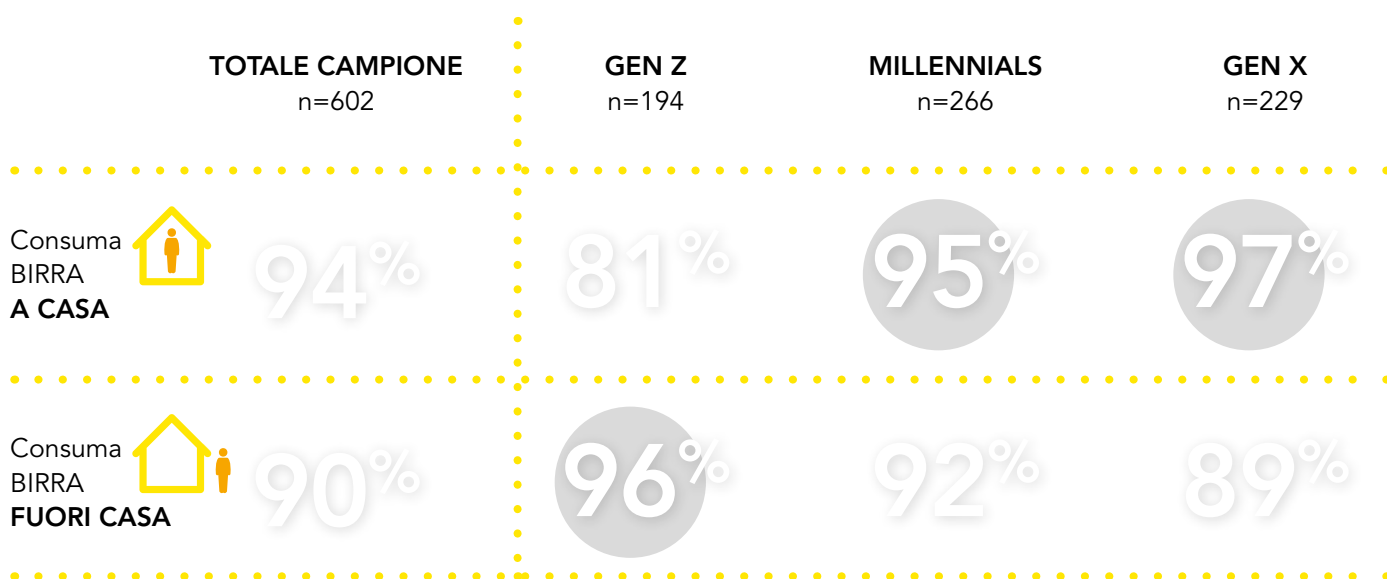 TOTALE CAMPIONE
n=602
GEN Z
n=194
MILLENNIALS
n=266
GEN X
n=229
Consuma
BIRRA
A CASA
94%
81%
95%
97%
Consuma
BIRRA
FUORI CASA
90%
96%
92%
89%